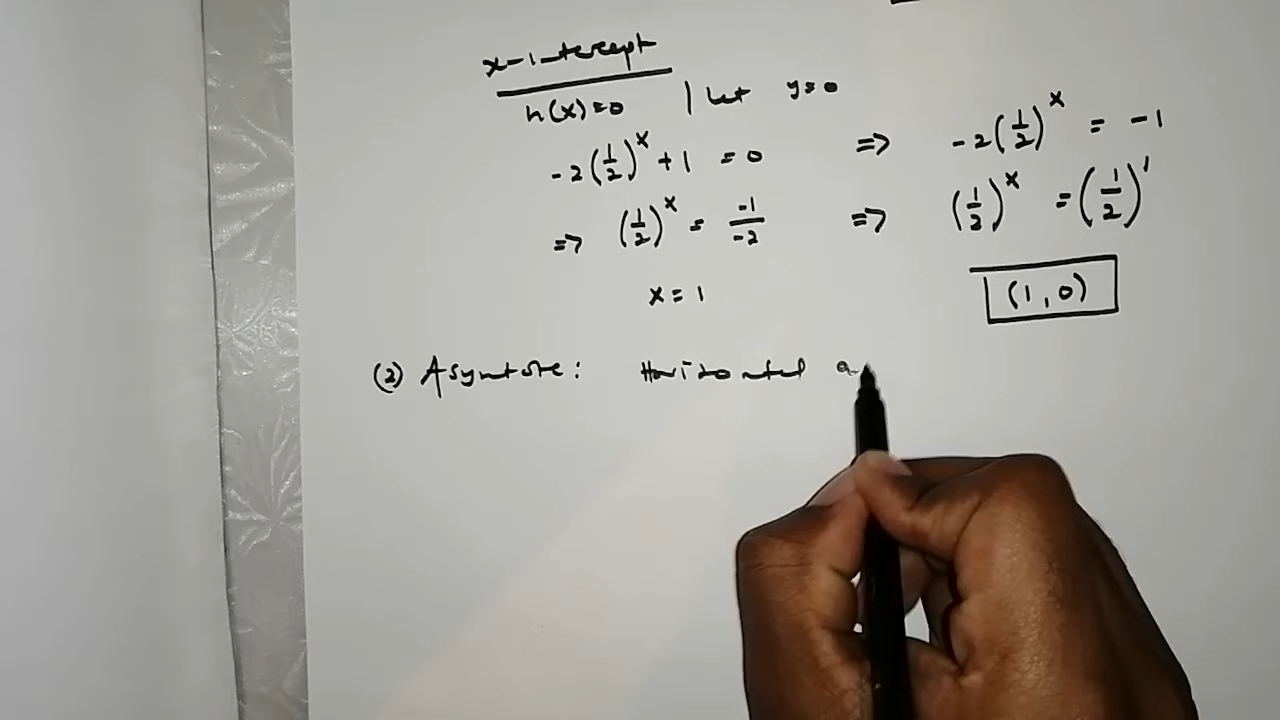 x-intercept
h(x)=0 | Let y=0
-2(1/2)^x + 1 = 0 => -2(1/2)^x = -1
=> (1/2)^x = -1/-2 => (1/2)^x = (1/2)^1
x = 1 (1, 0)
(2) Asymtote: Horizontal